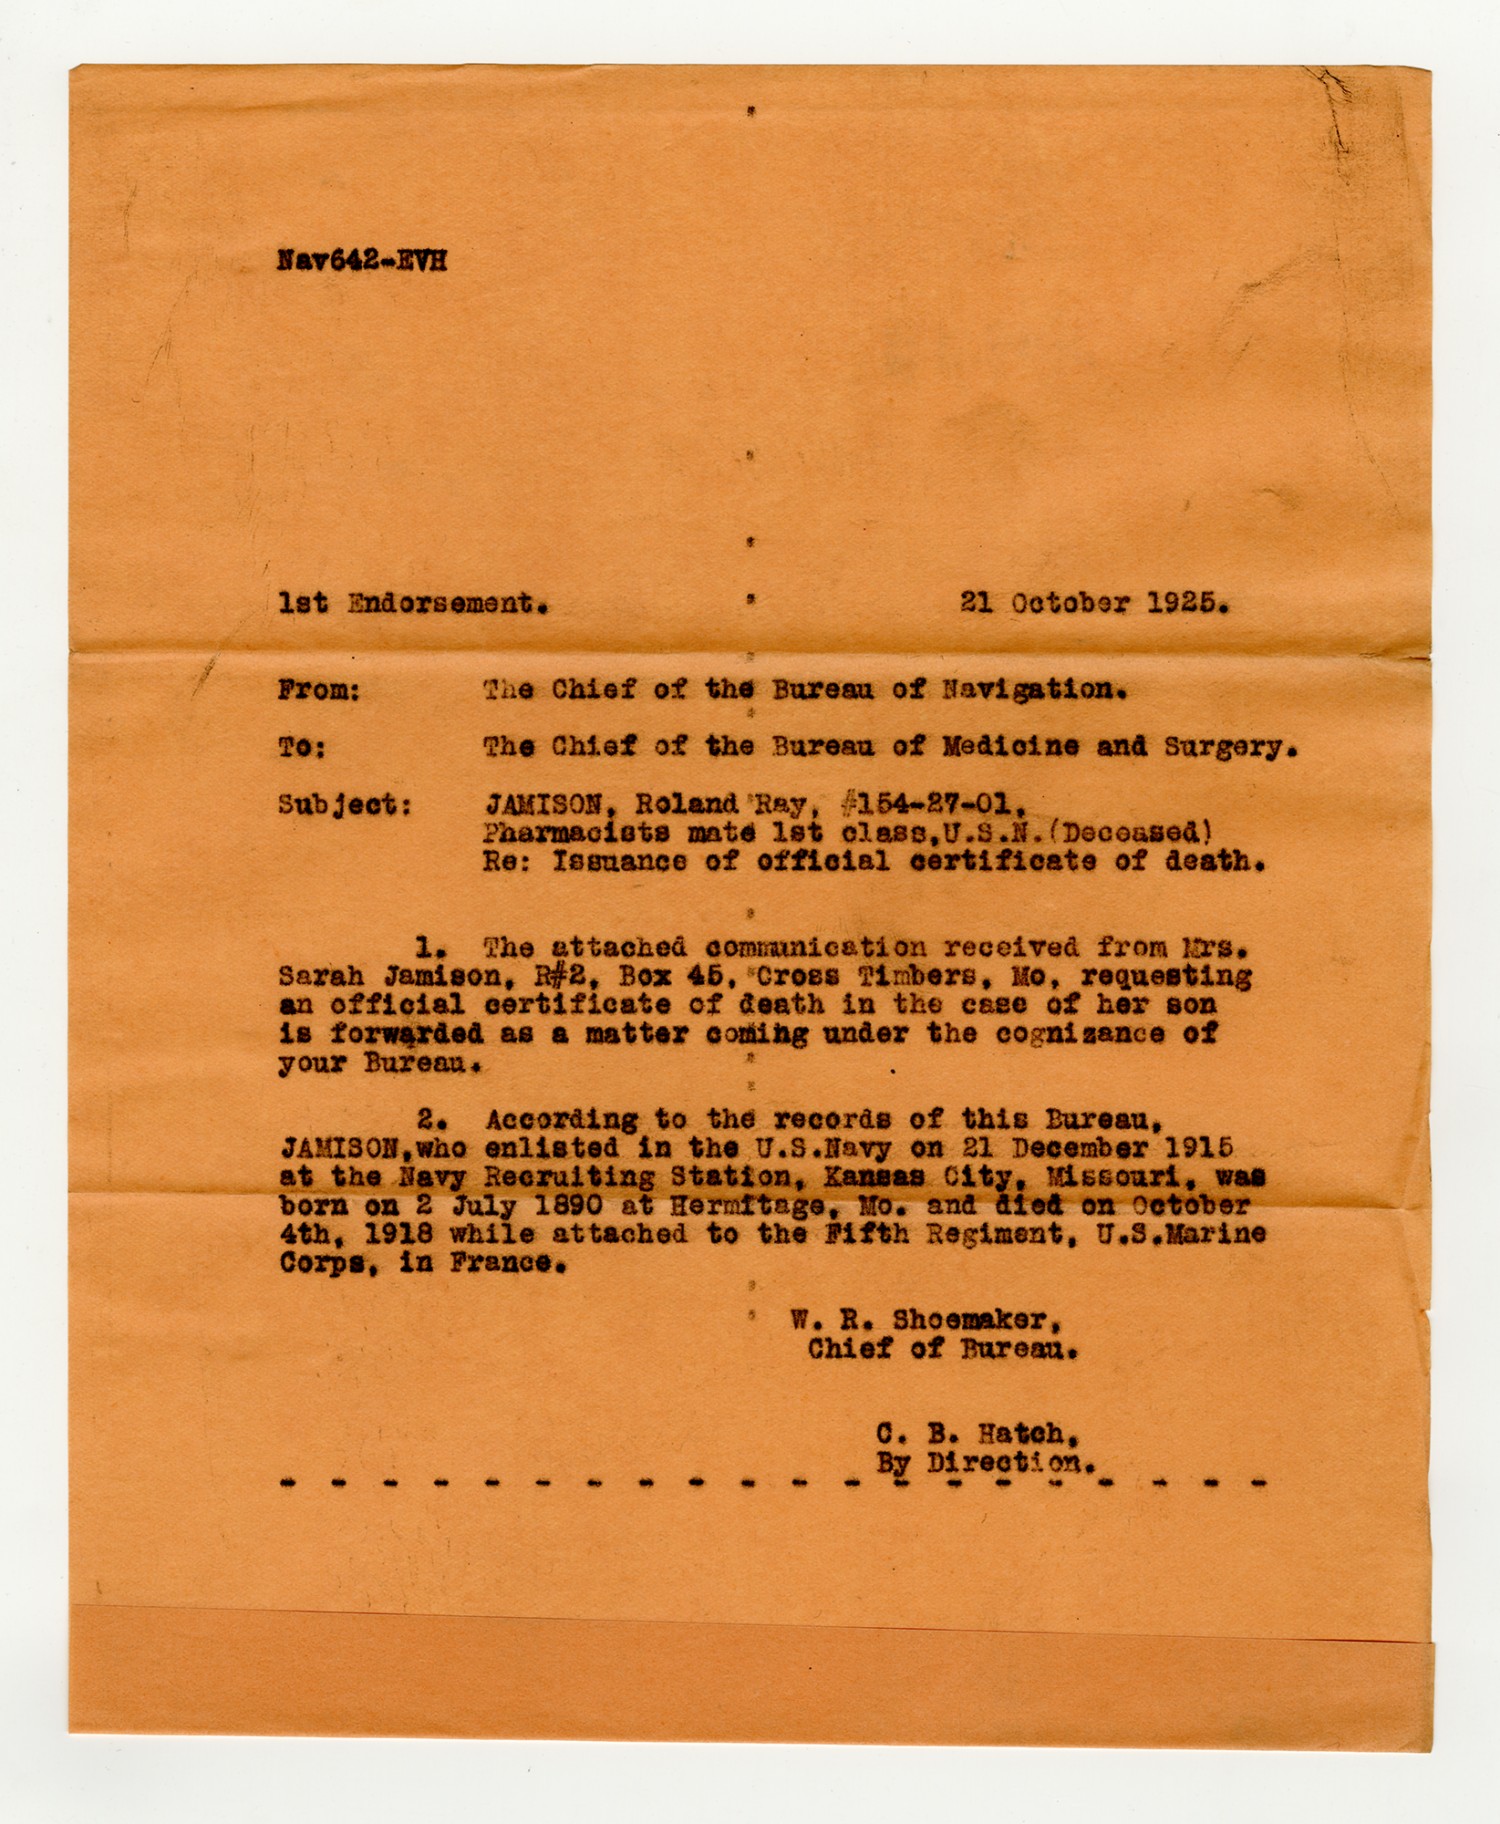 Nav642-EVH
1st Endorsement. 21 October 1925.
From: The Chief of the Bureau of Navigation.
To: The Chief of the Bureau of Medicine and Surgery.
Subject: JAMISON, Roland Ray, #154-27-01,
Pharmacists mate 1st class,U.S.N.(Deceased)
Re: Issuance of official certificate of death.
1. The attached communication received from Mrs.
Sarah Jamison, R#2, Box 45, Cross Timbers, Mo, requesting
an official certificate of death in the case of her son
is forwarded as a matter coming under the cognizance of
your Bureau.
2. According to the records of this Bureau,
JAMISON,who enlisted in the U.S.Navy on 21 December 1915
at the Navy Recruiting Station, Kansas City, Missouri, was
born on 2 July 1890 at Hermitage, Mo. and died on October
4th, 1918 while attached to the Fifth Regiment, U.S.Marine
Corps, in France.
W. R. Shoemaker,
Chief of Bureau.
C. B. Hatch,
By Direction.
- - - - - - - - - - - - - - - - - - - -